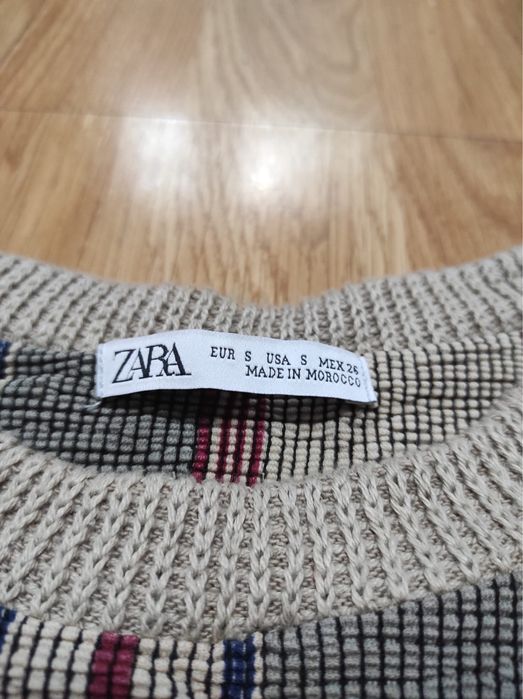 ZARA
EUR S USA S MEX 26
MADE IN MOROCCO